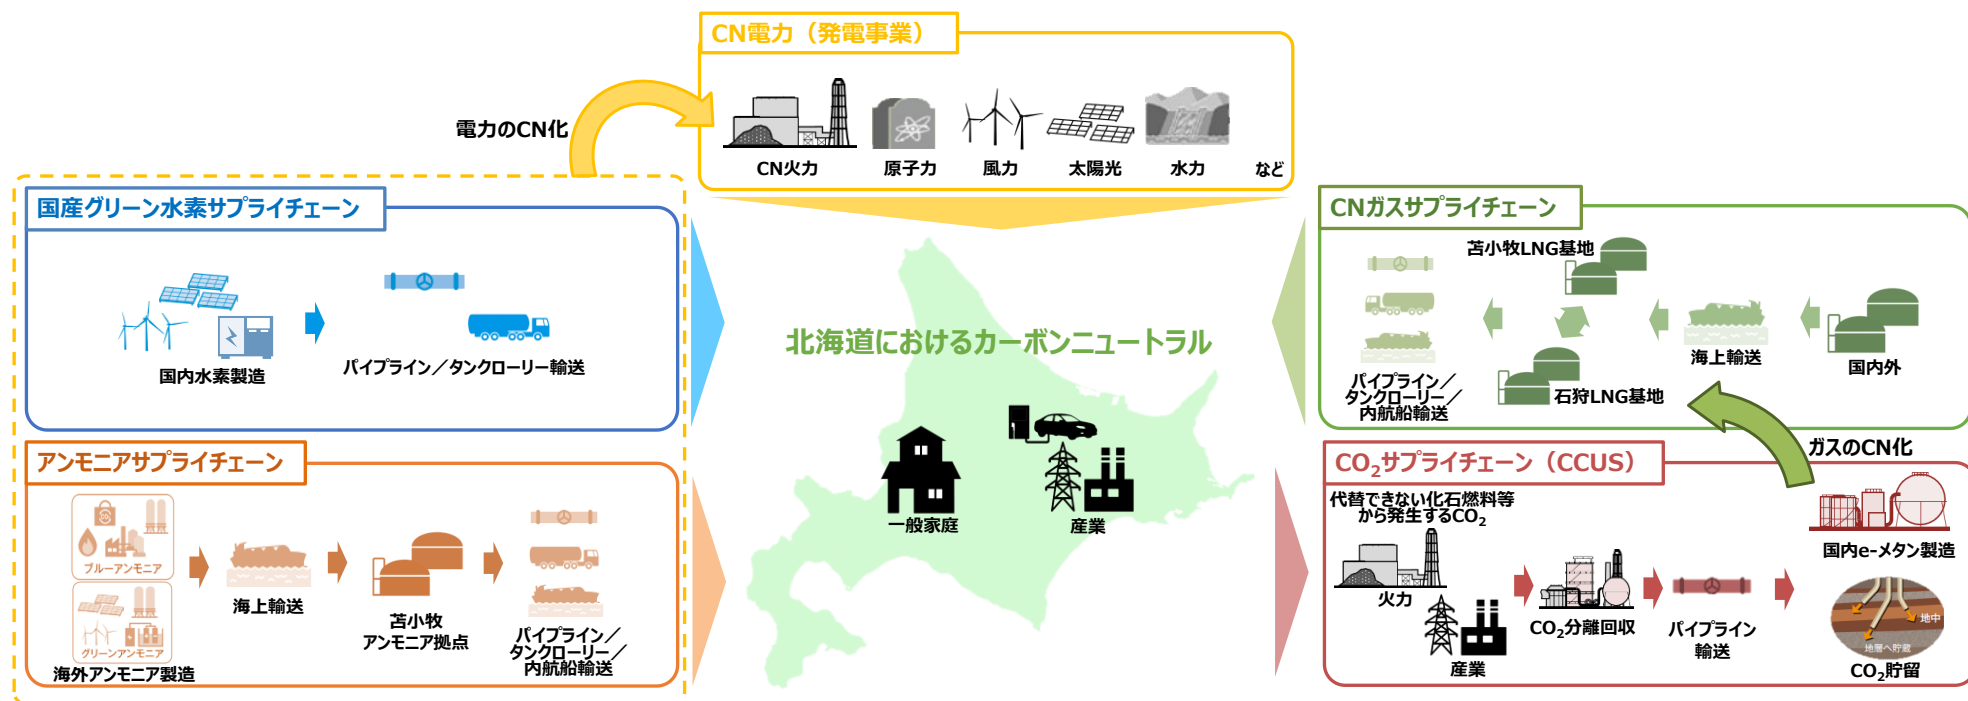 CN電力（発電事業）
電力のCN化
CN火力
原子力
風力
太陽光
水力
など
国産グリーン水素サプライチェーン
国内水素製造
パイプライン／タンクローリー輸送
アンモニアサプライチェーン
ブルーアンモニア
グリーンアンモニア
海外アンモニア製造
海上輸送
苫小牧
アンモニア拠点
パイプライン／
タンクローリー／
内航船輸送
北海道におけるカーボンニュートラル
一般家庭
産業
CNガスサプライチェーン
苫小牧LNG基地
石狩LNG基地
パイプライン／
タンクローリー／
内航船輸送
海上輸送
国内外
ガスのCN化
CO₂サプライチェーン（CCUS）
代替できない化石燃料等
から発生するCO₂
火力
産業
CO₂分離回収
パイプライン
輸送
国内e-メタン製造
地中
地層へ貯蔵
CO₂貯留